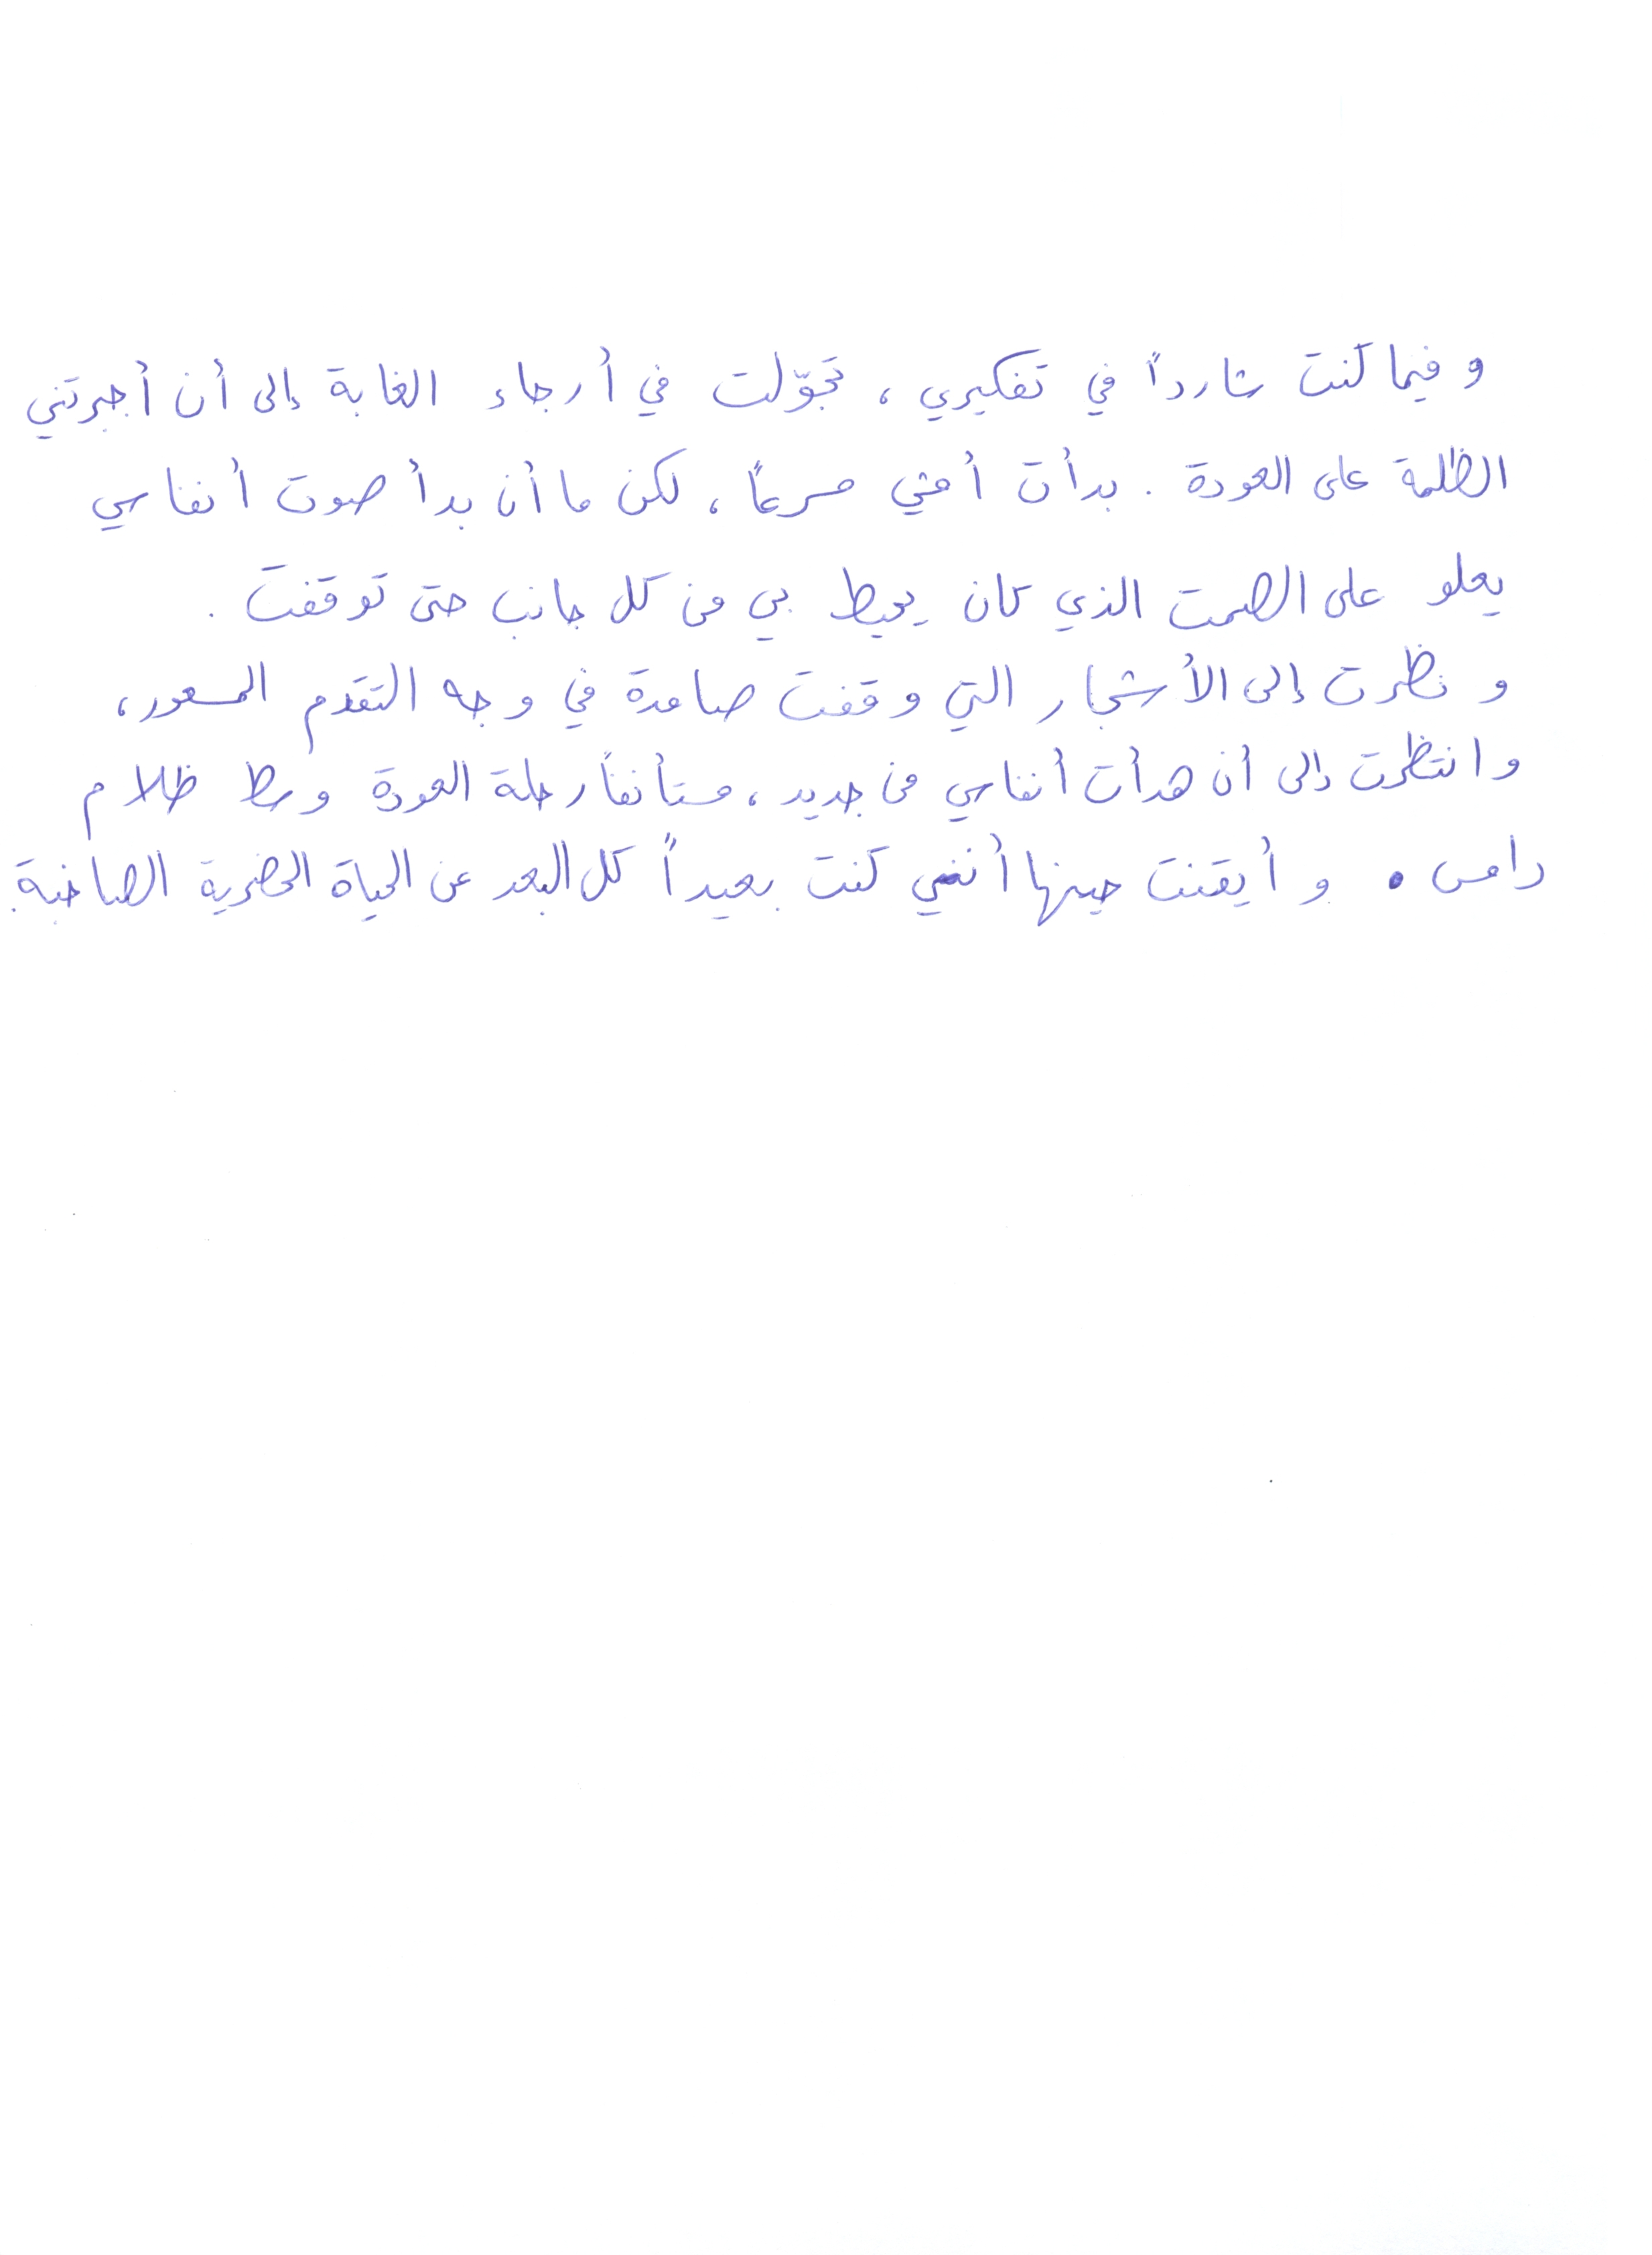 وفيما كنت شارداً في تفكيري، تجوّلت في أرجاء الغابة إلى أن أجبرتني
الظلمة على العودة. بدأت أمشي مسرعاً، لكن ما أن بدأ صوت أنفاسي
يعلو على الصمت الذي كان يحيط بي من كل جانب حتى توقفت.
ونظرت إلى الأشجار التي وقفت صامدة في وجه التقدم المسعور،
وانتظرت إلى أن هدأت أنفاسي من جديد، مستأنفاً رحلة العودة وسط ظلام
دامس. وأيقنت حينها أنني كنت بعيداً كل البعد عن الحياة الحضرية الصاخبة.